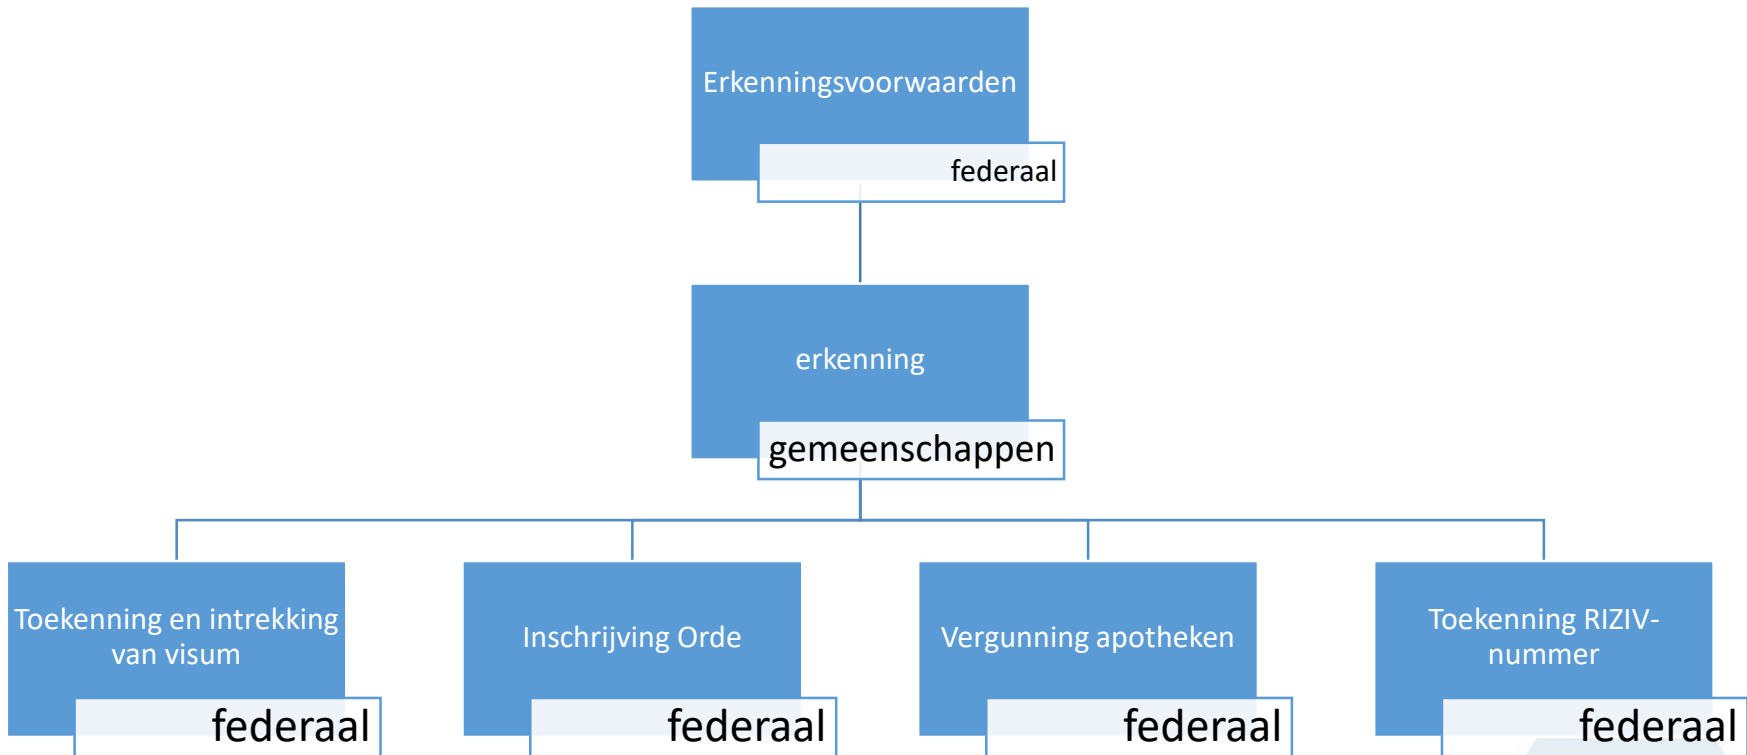 Erkenningsvoorwaarden
federaal
erkenning
gemeenschappen
Toekenning en intrekking
van visum
federaal
Inschrijving Orde
federaal
Vergunning apotheken
federaal
Toekenning RIZIV-
nummer
federaal